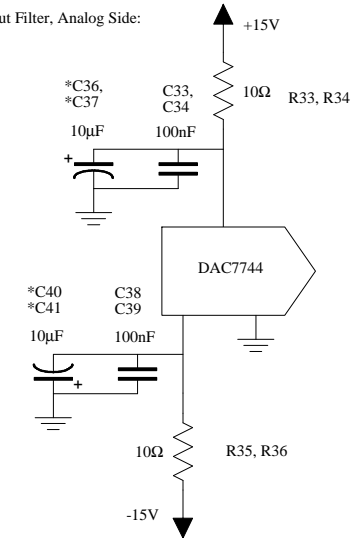 ut Filter, Analog Side:
+15V
*C36,
*C37
C33,
C34
10Ω
R33, R34
10µF
100nF
+
DAC7744
*C40
*C41
C38
C39
10µF
100nF
+
10Ω
R35, R36
-15V